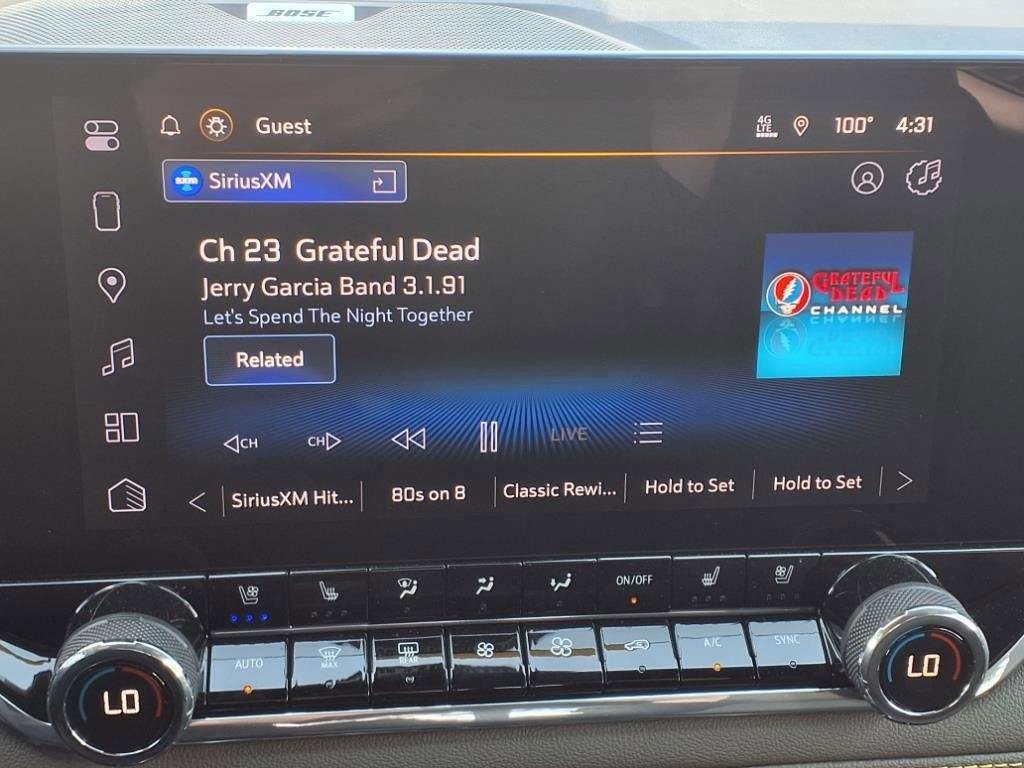 BOSE
Guest
4G
LTE
100° 4:31
sxm SiriusXM
Ch 23 Grateful Dead
Jerry Garcia Band 3.1.91
Let's Spend The Night Together
Related
GRATEFUL
DEAD
CHANNEL
CH
CH
LIVE
SiriusXM Hit...
80s on 8
Classic Rewi...
Hold to Set
Hold to Set
ON/OFF
AUTO
MAX
REAR
A/C
SYNC
LO
LO